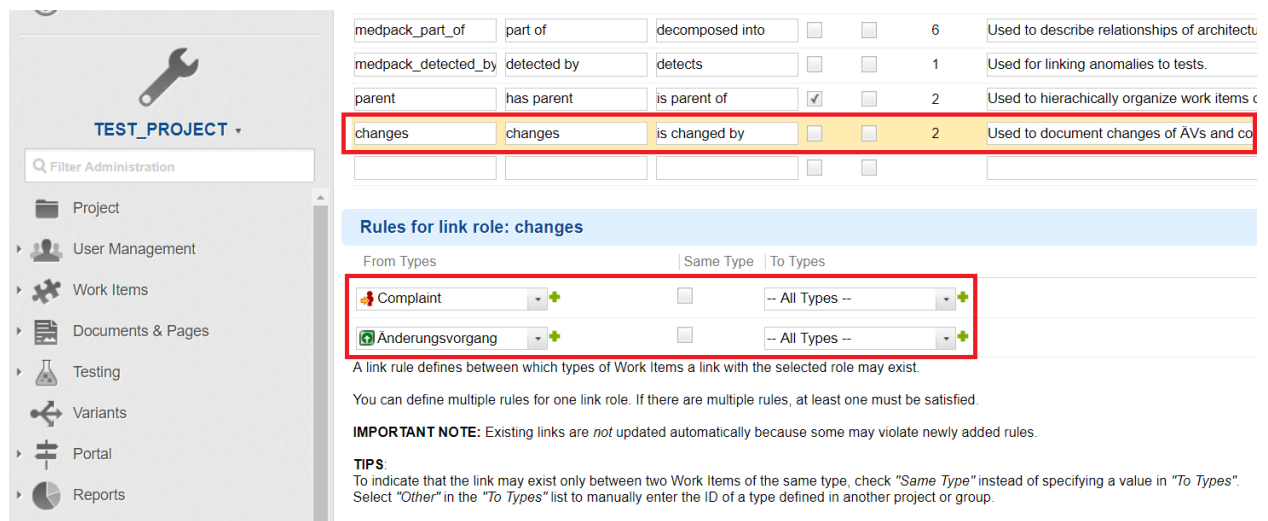 TEST_PROJECT
Filter Administration
Project
User Management
Work Items
Documents & Pages
Testing
Variants
Portal
Reports
medpack_part_of part of decomposed into 6 Used to describe relationships of architectu
medpack_detected_by detected by detects 1 Used for linking anomalies to tests.
parent has parent is parent of 2 Used to hierachically organize work items
changes changes is changed by 2 Used to document changes of ÄVs and co
Rules for link role: changes
From Types Same Type To Types
Complaint -- All Types --
Änderungsvorgang -- All Types --
A link rule defines between which types of Work Items a link with the selected role may exist.
You can define multiple rules for one link role. If there are multiple rules, at least one must be satisfied.
IMPORTANT NOTE: Existing links are not updated automatically because some may violate newly added rules.
TIPS:
To indicate that the link may exist only between two Work Items of the same type, check "Same Type" instead of specifying a value in "To Types".
Select "Other" in the "To Types" list to manually enter the ID of a type defined in another project or group.